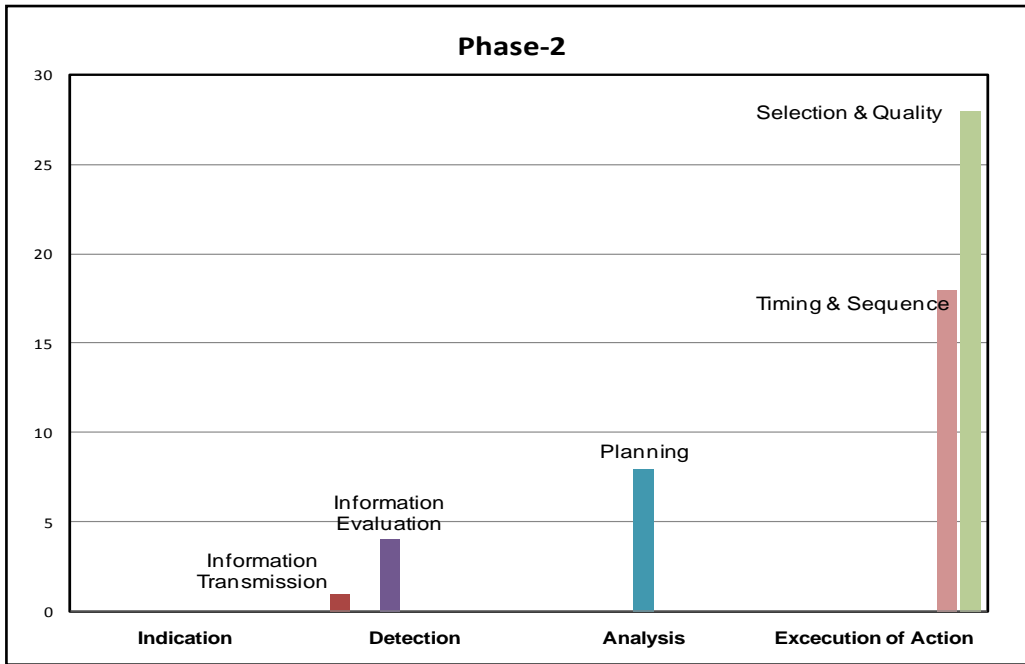 Phase-2
30
25
20
15
10
5
0
Selection & Quality
Timing & Sequence
Planning
Information
Evaluation
Information
Transmission
Indication
Detection
Analysis
Excecution of Action